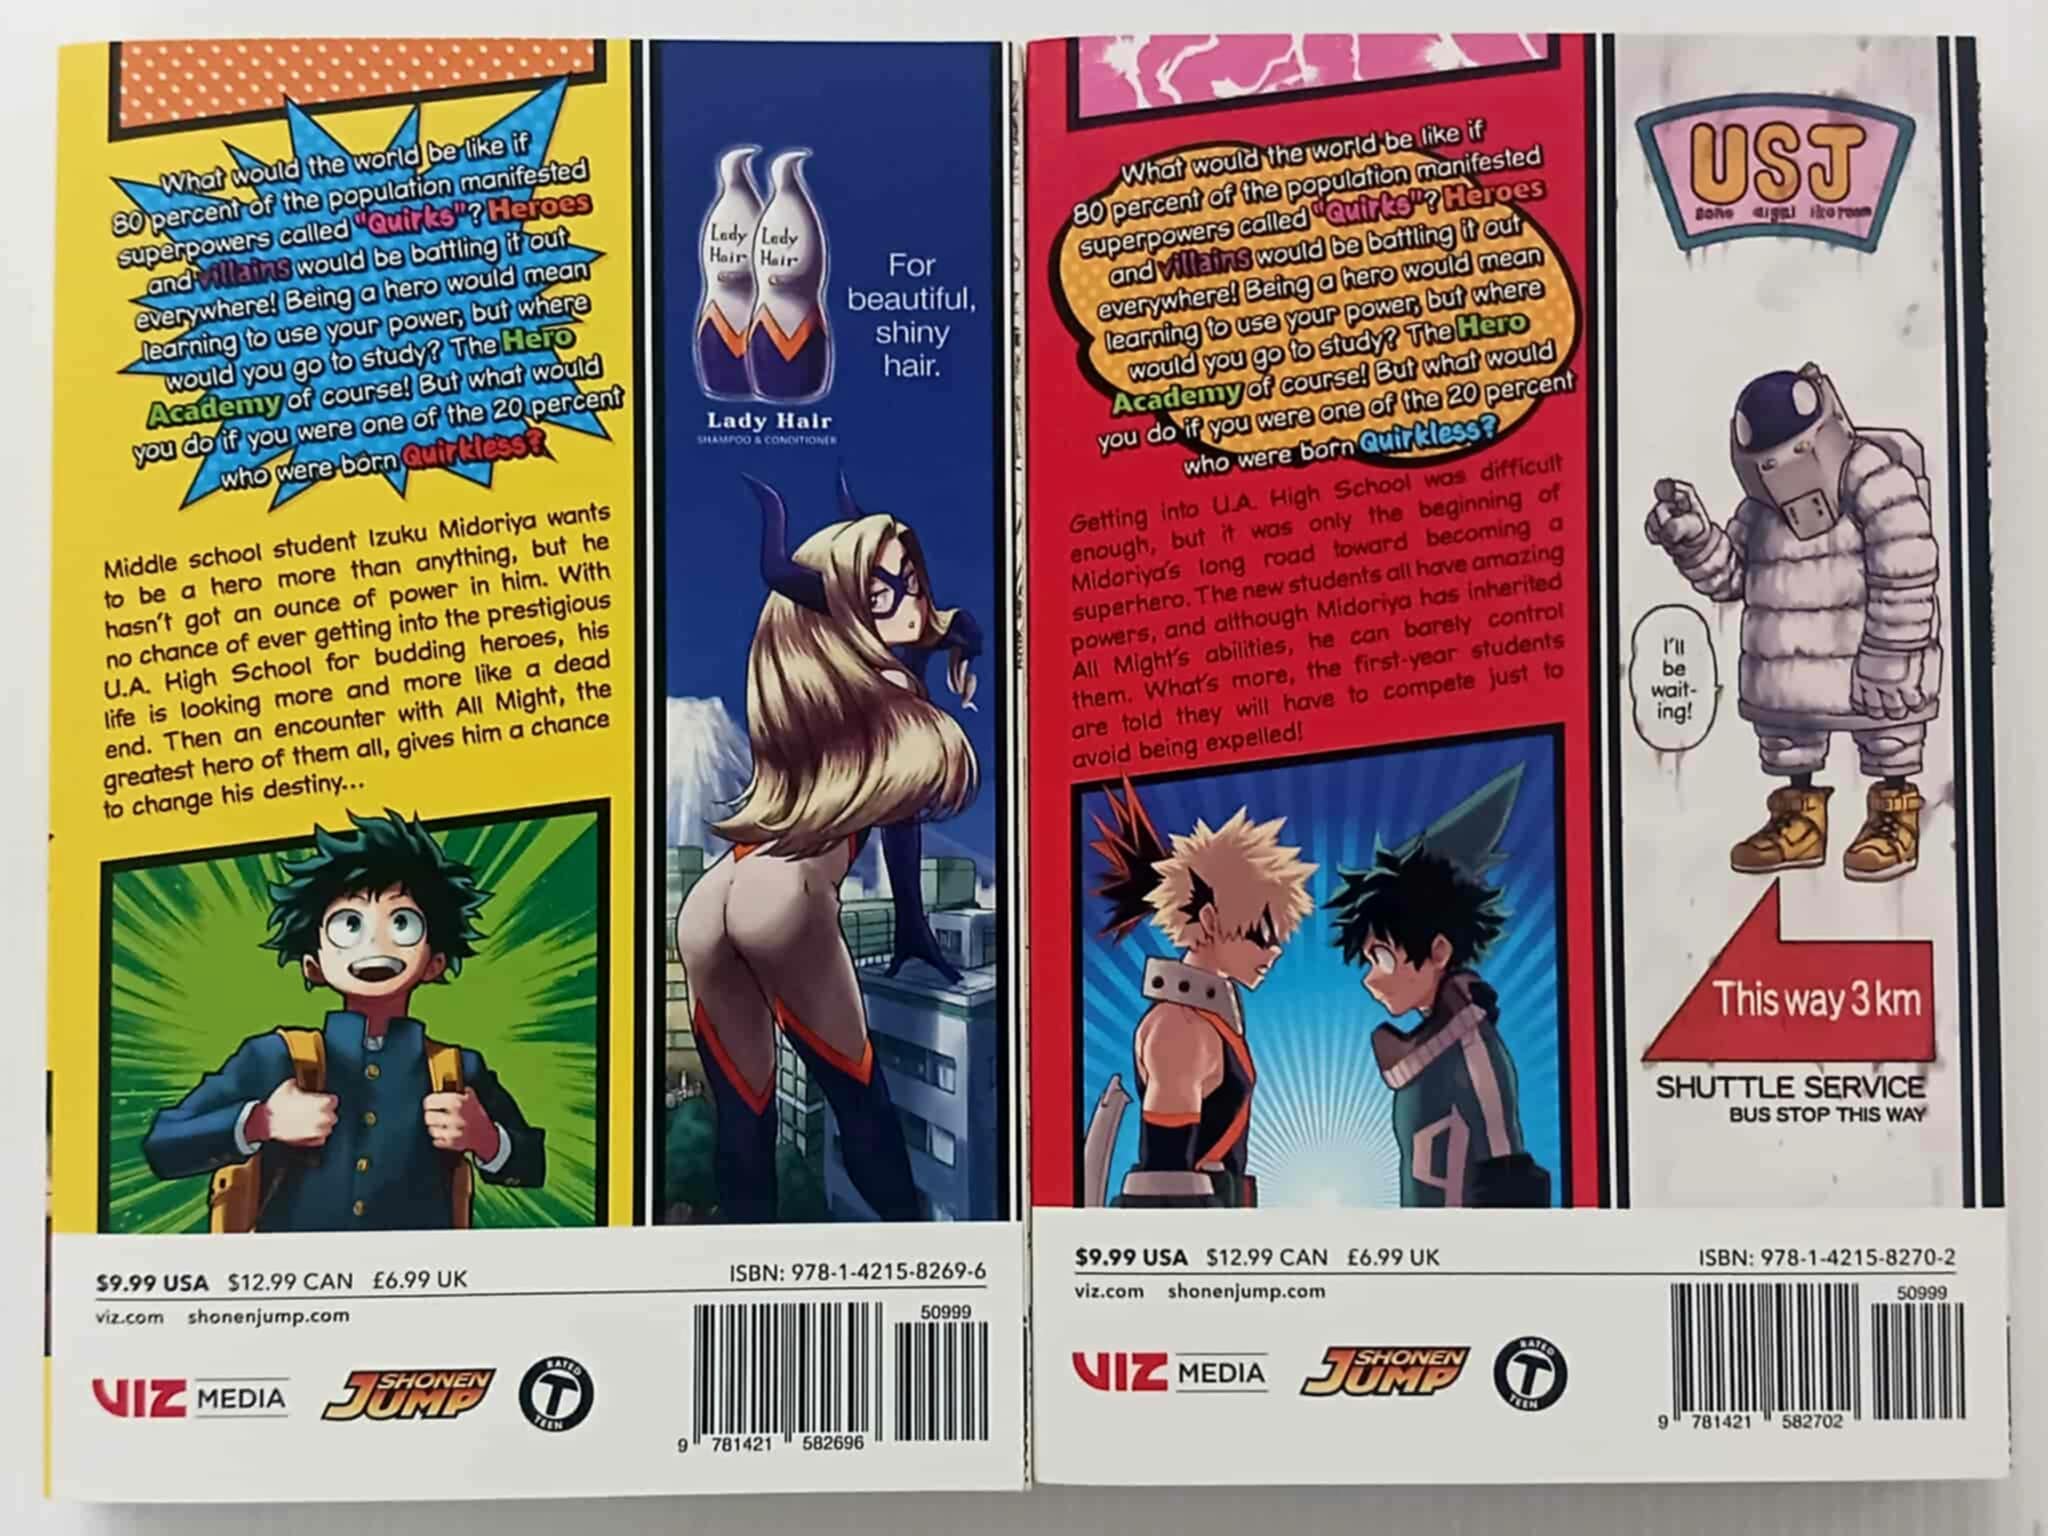 What would the world be like if
80 percent of the population manifested
superpowers called "Quirks"? Heroes
and villains would be battling it out
everywhere! Being a hero would mean
learning to use your power, but where
would you go to study? The Hero
Academy of course! But what would
you do if you were one of the 20 percent
who were born Quirkless?
Middle school student Izuku Midoriya wants
to be a hero more than anything, but he
hasn't got an ounce of power in him. With
no chance of ever getting into the prestigious
U.A. High School for budding heroes, his
life is looking more and more like a dead
end. Then an encounter with All Might, the
greatest hero of them all, gives him a chance
to change his destiny...
Lady
Hair
Lady
Hair
For
beautiful,
shiny
hair.
Lady Hair
SHAMPOO & CONDITIONER
$9.99 USA $12.99 CAN £6.99 UK
ISBN: 978-1-4215-8269-6
viz.com shonenjump.com
50999
VIZ MEDIA
SHONEN
JUMP
RATED
T
TEEN
9 781421 582696
What would the world be like if
80 percent of the population manifested
superpowers called "Quirks"? Heroes
and villains would be battling it out
everywhere! Being a hero would mean
learning to use your power, but where
would you go to study? The Hero
Academy of course! But what would
you do if you were one of the 20 percent
who were born Quirkless?
Getting into U.A. High School was difficult
enough, but it was only the beginning of
Midoriya's long road toward becoming a
superhero. The new students all have amazing
powers, and although Midoriya has inherited
All Might's abilities, he can barely control
them. What's more, the first-year students
are told they will have to compete just to
avoid being expelled!
USJ
I'll
be
wait-
ing!
This way 3km
SHUTTLE SERVICE
BUS STOP THIS WAY
$9.99 USA $12.99 CAN £6.99 UK
ISBN: 978-1-4215-8270-2
viz.com shonenjump.com
50999
VIZ MEDIA
SHONEN
JUMP
RATED
T
TEEN
9 781421 582702